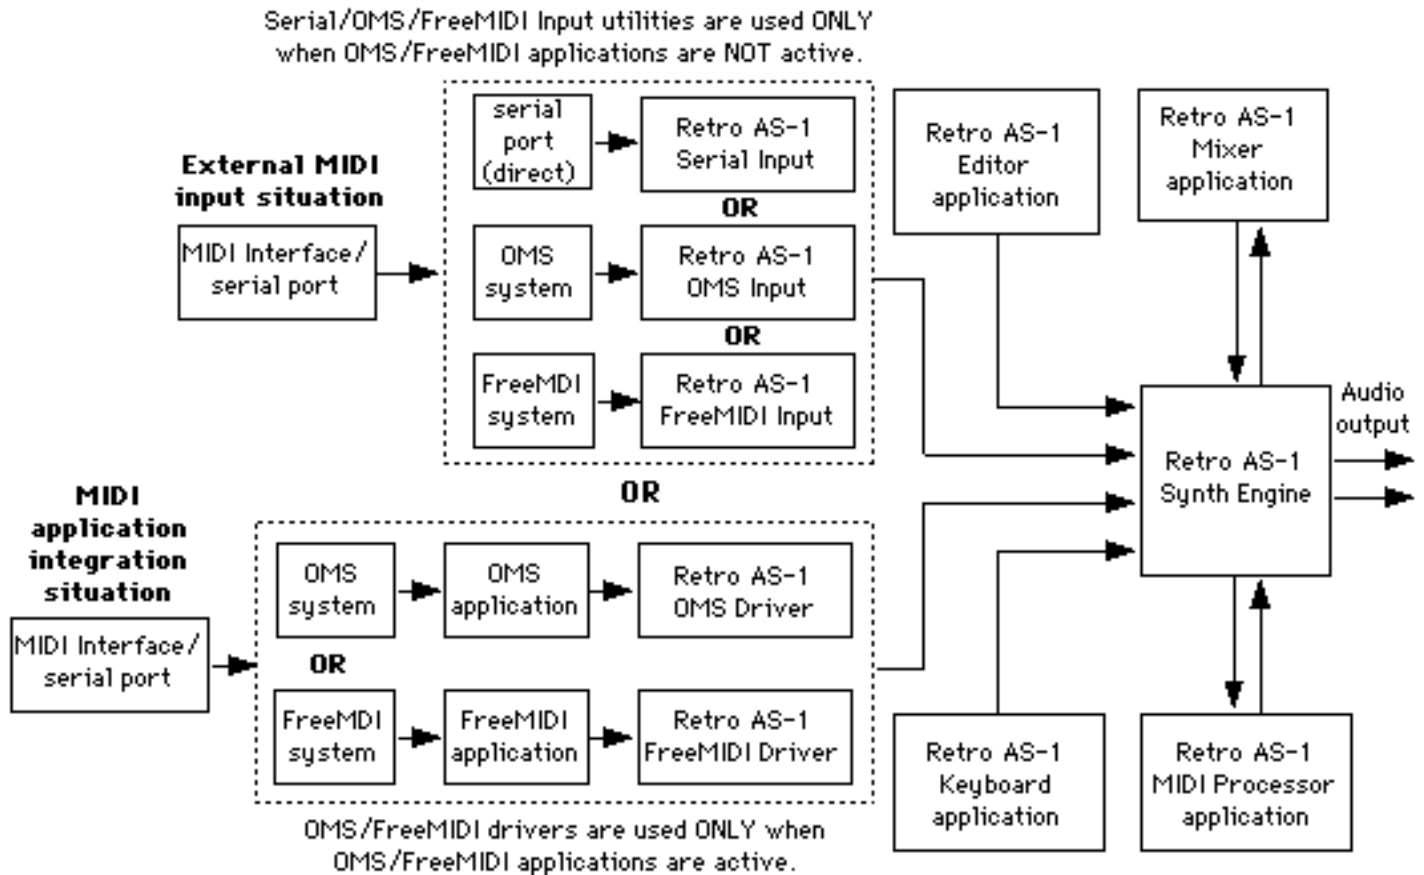 Serial/OMS/FreeMIDI Input utilities are used ONLY
when OMS/FreeMIDI applications are NOT active.
External MIDI
input situation
MIDI Interface/
serial port
serial
port
(direct)
Retro AS-1
Serial Input
OR
OMS
system
Retro AS-1
OMS Input
OR
FreeMDI
system
Retro AS-1
FreeMIDI Input
Retro AS-1
Editor
application
Retro AS-1
Mixer
application
Audio
output
Retro AS-1
Synth Engine
OR
MIDI
application
integration
situation
MIDI Interface/
serial port
OMS
system
OMS
application
Retro AS-1
OMS Driver
OR
FreeMDI
system
FreeMIDI
application
Retro AS-1
FreeMIDI Driver
Retro AS-1
Keyboard
application
Retro AS-1
MIDI Processor
application
OMS/FreeMIDI drivers are used ONLY when
OMS/FreeMIDI applications are active.